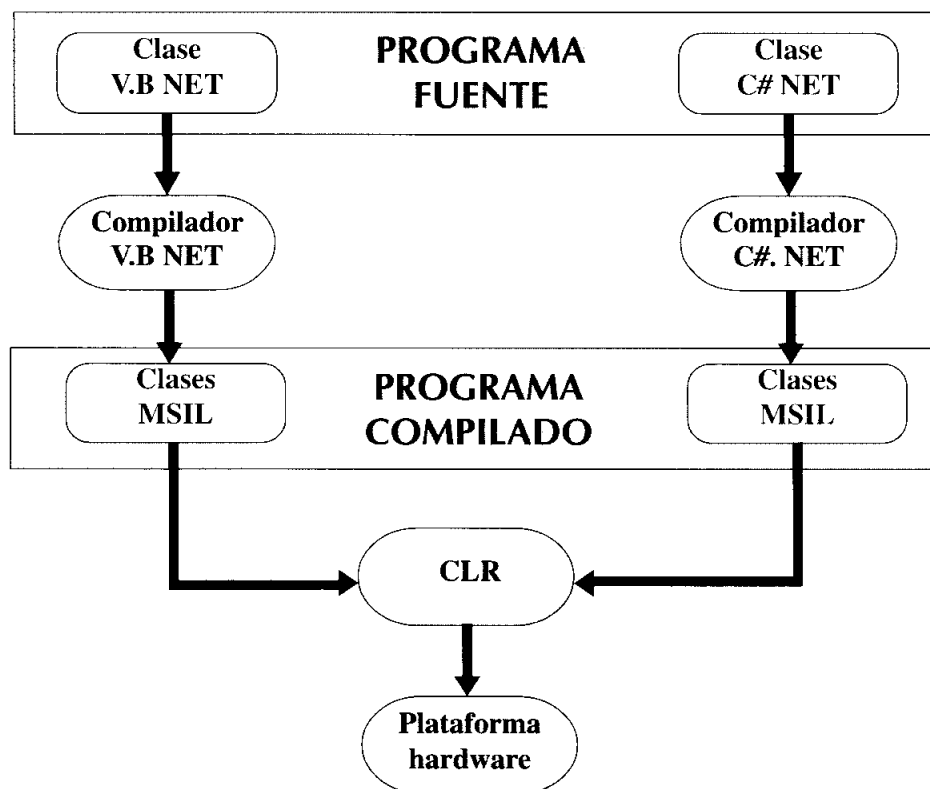 Clase
V.B NET
PROGRAMA
FUENTE
Clase
C# NET
Compilador
V.B NET
Compilador
C#. NET
Clases
MSIL
PROGRAMA
COMPILADO
Clases
MSIL
CLR
Plataforma
hardware